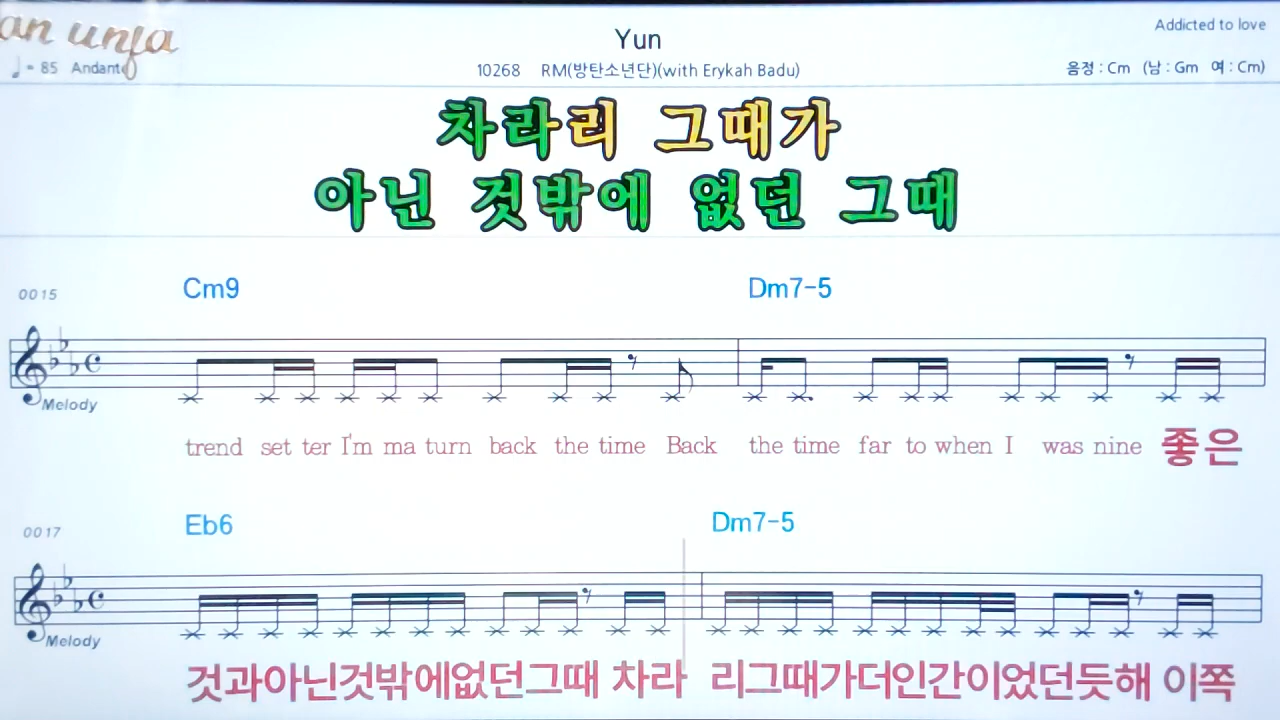 an unja
Yun
Addicted to love
♩ = 85 Andante
10268 RM(방탄소년단)(with Erykah Badu)
음정 : Cm (남 : Gm 여 : Cm)
차라리 그때가
아닌 것밖에 없던 그때
0015
Cm9 Dm7-5
Melody
trend set ter I'm ma turn back the time Back the time far to when I was nine 좋은
0017
Eb6 Dm7-5
Melody
것과아닌것밖에없던그때 차라 리그때가더인간이었던듯해 이쪽